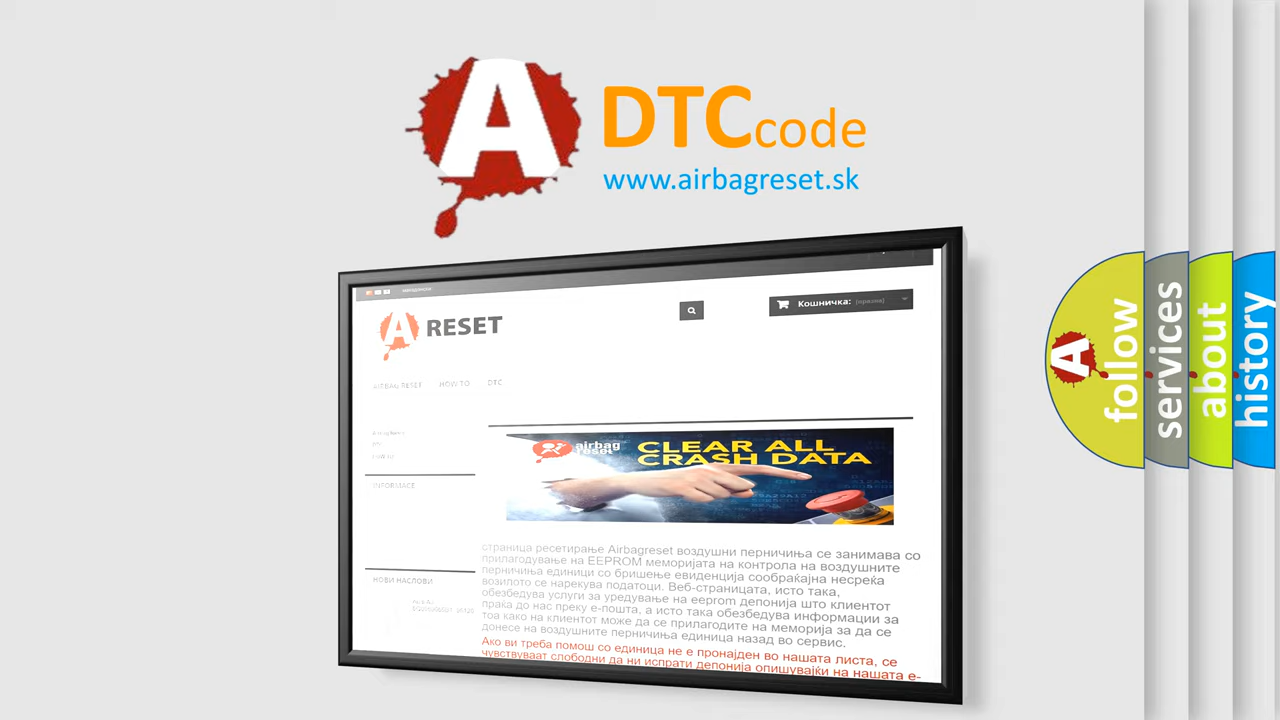 A
DTCcode
www.airbagreset.sk
A RESET
Кошничка: (празна)
AIRBAG RESET HOW TO DTC
airbag
reset
CLEAR ALL
CRASH DATA
INFORMACE
НОВИ НАСЛОВИ
страница ресетирање Airbagreset воздушни перничиња се занимава со
прилагодување на EEPROM меморијата на контрола на воздушните
перничиња единици со бришење евиденција сообраќајна несреќа
возилото се нарекува податоци. Веб-страницата, исто така,
обезбедува услуги за уредување на eeprom депонија што клиентот
праќа до нас преку е-пошта, а исто така обезбедува информации за
тоа како на клиентот може да се прилагодите на меморија за да се
донесе на воздушните перничиња единица назад во сервис.
Ако ви треба помош со единица не е пронајден во нашата листа, се
чувствуваат слободни да ни испрати депонија опишувајќи на нашата е-
A
follow
services
about
history